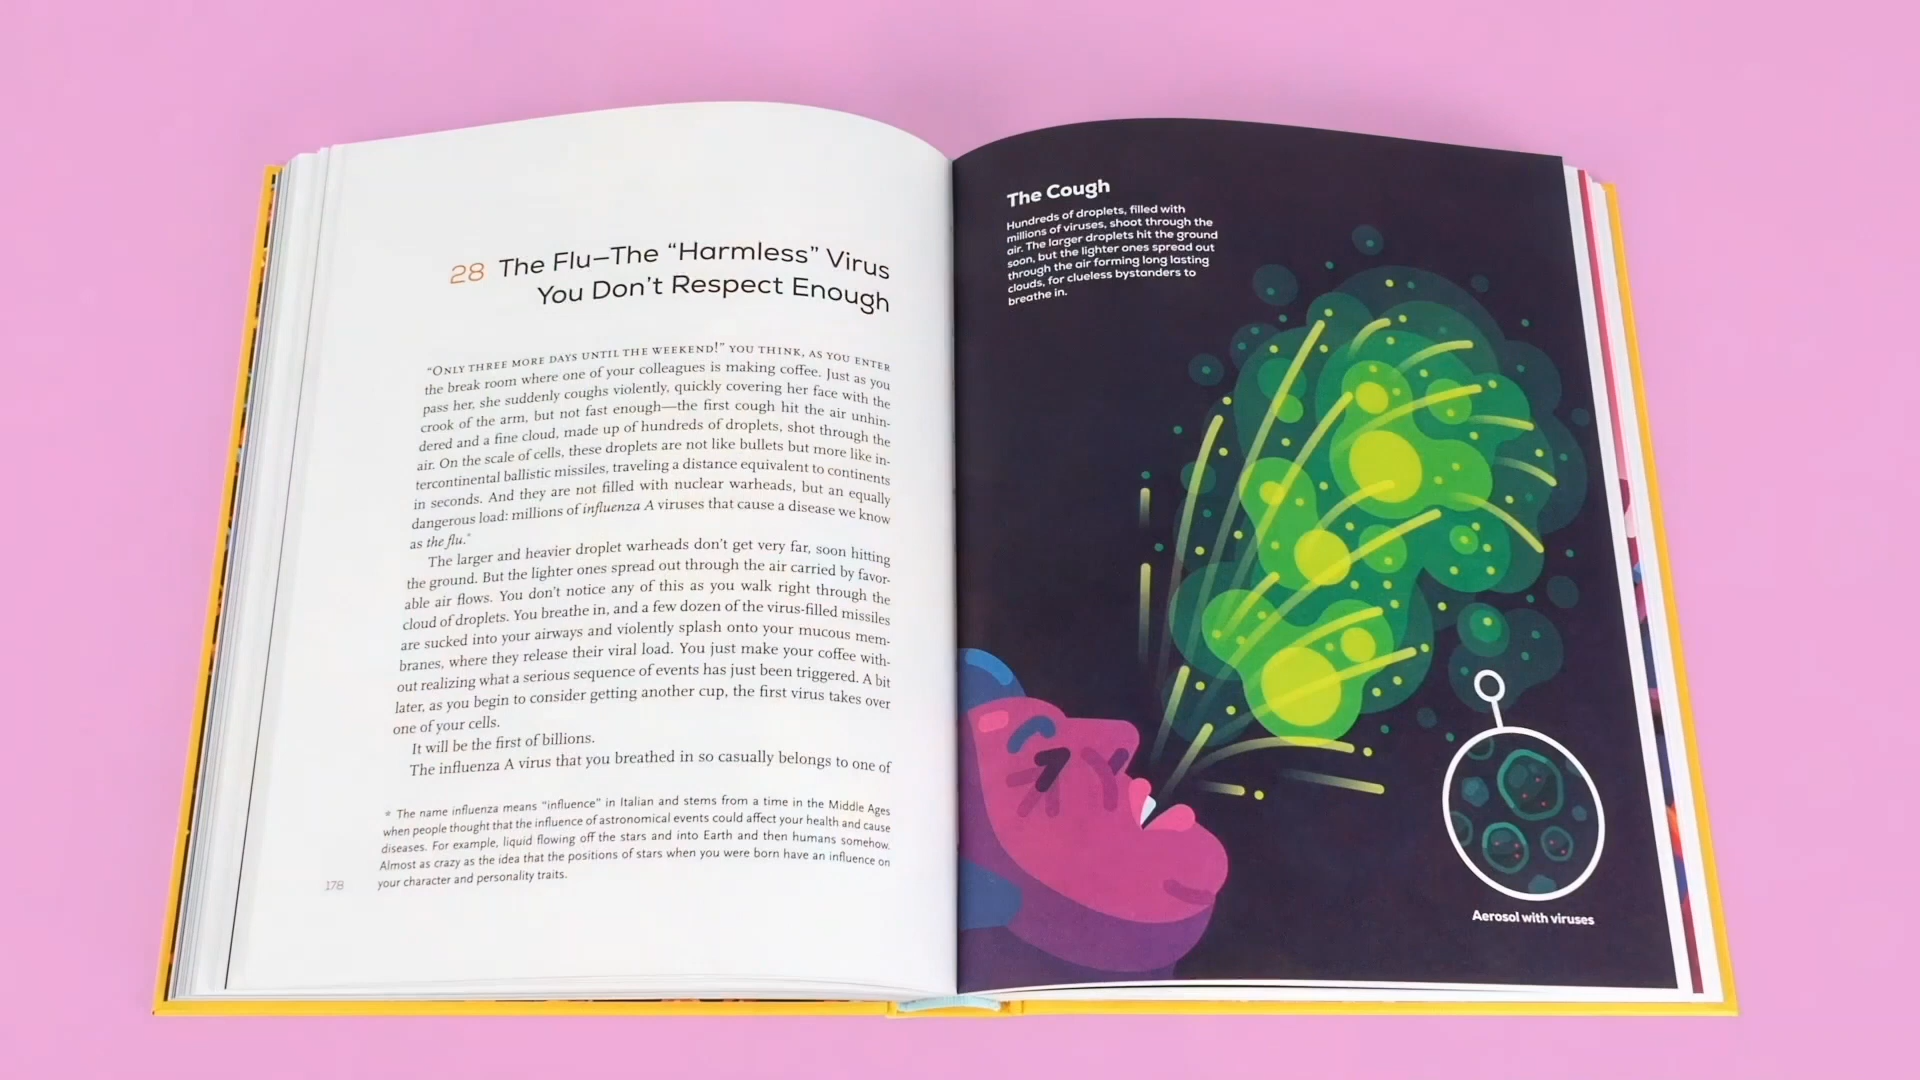 28 The Flu—The “Harmless” Virus
You Don’t Respect Enough
“Only three more days until the weekend!” you think, as you enter
the break room where one of your colleagues is making coffee. Just as you
pass her, she suddenly coughs violently, quickly covering her face with the
crook of the arm, but not fast enough—the first cough hit the air unhin-
dered and a fine cloud, made up of hundreds of droplets, shot through the
air. On the scale of cells, these droplets are not like bullets but more like in-
tercontinental ballistic missiles, traveling a distance equivalent to continents
in seconds. And they are not filled with nuclear warheads, but an equally
dangerous load: millions of influenza A viruses that cause a disease we know
as the flu.*
The larger and heavier droplet warheads don’t get very far, soon hitting
the ground. But the lighter ones spread out through the air carried by favor-
able air flows. You don’t notice any of this as you walk right through the
cloud of droplets. You breathe in, and a few dozen of the virus-filled missiles
are sucked into your airways and violently splash onto your mucous mem-
branes, where they release their viral load. You just make your coffee with-
out realizing what a serious sequence of events has just been triggered. A bit
later, as you begin to consider getting another cup, the first virus takes over
one of your cells.
It will be the first of billions.
The influenza A virus that you breathed in so casually belongs to one of
* The name influenza means “influence” in Italian and stems from a time in the Middle Ages
when people thought that the influence of astronomical events could affect your health and cause
diseases. For example, liquid flowing off the stars and into Earth and then humans somehow.
Almost as crazy as the idea that the positions of stars when you were born have an influence on
your character and personality traits.
178
The Cough
Hundreds of droplets, filled with
millions of viruses, shoot through the
air. The larger droplets hit the ground
soon, but the lighter ones spread out
through the air forming long lasting
clouds, for clueless bystanders to
breathe in.
Aerosol with viruses